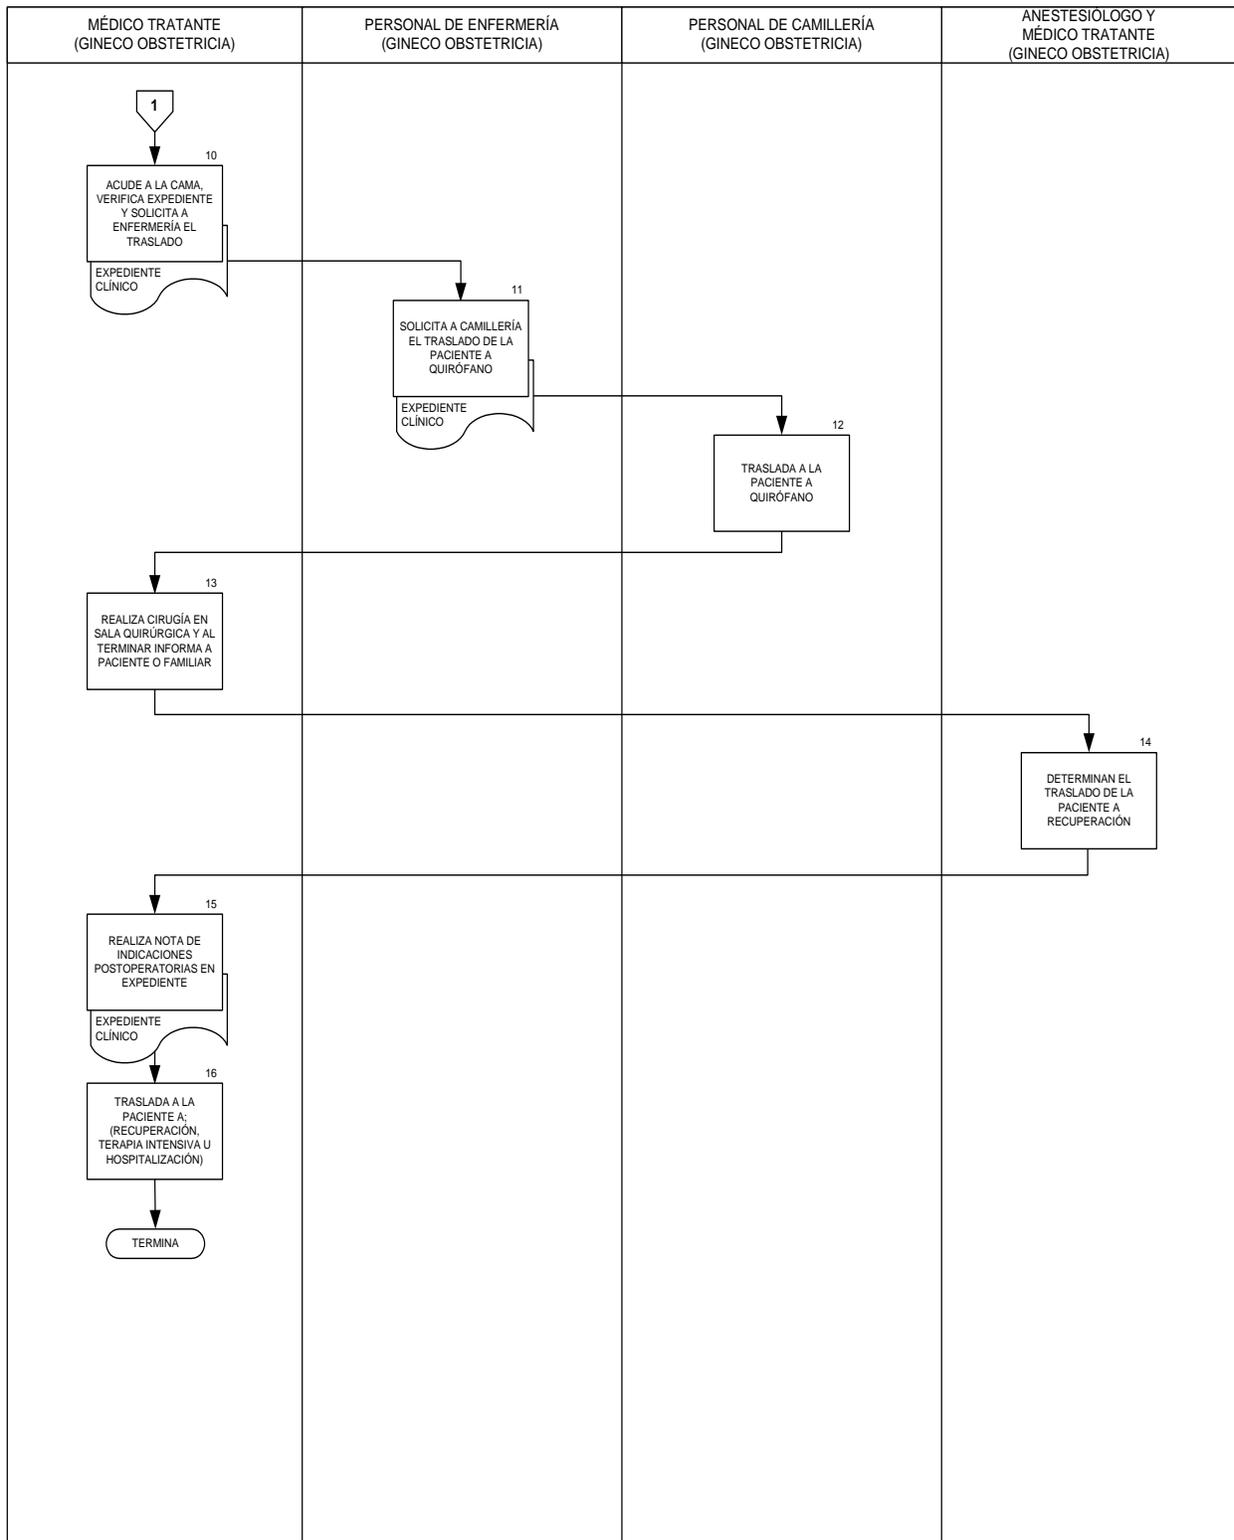 MÉDICO TRATANTE
(GINECO OBSTETRICIA)
PERSONAL DE ENFERMERÍA
(GINECO OBSTETRICIA)
PERSONAL DE CAMILLERÍA
(GINECO OBSTETRICIA)
ANESTESIÓLOGO Y
MÉDICO TRATANTE
(GINECO OBSTETRICIA)
1
10
ACUDE A LA CAMA,
VERIFICA EXPEDIENTE
Y SOLICITA A
ENFERMERÍA EL
TRASLADO
EXPEDIENTE
CLÍNICO
11
SOLICITA A CAMILLERÍA
EL TRASLADO DE LA
PACIENTE A
QUIRÓFANO
EXPEDIENTE
CLÍNICO
12
TRASLADA A LA
PACIENTE A
QUIRÓFANO
13
REALIZA CIRUGÍA EN
SALA QUIRÚRGICA Y AL
TERMINAR INFORMA A
PACIENTE O FAMILIAR
14
DETERMINAN EL
TRASLADO DE LA
PACIENTE A
RECUPERACIÓN
15
REALIZA NOTA DE
INDICACIONES
POSTOPERATORIAS EN
EXPEDIENTE
EXPEDIENTE
CLÍNICO
16
TRASLADA A LA
PACIENTE A;
(RECUPERACIÓN,
TERAPIA INTENSIVA U
HOSPITALIZACIÓN)
TERMINA